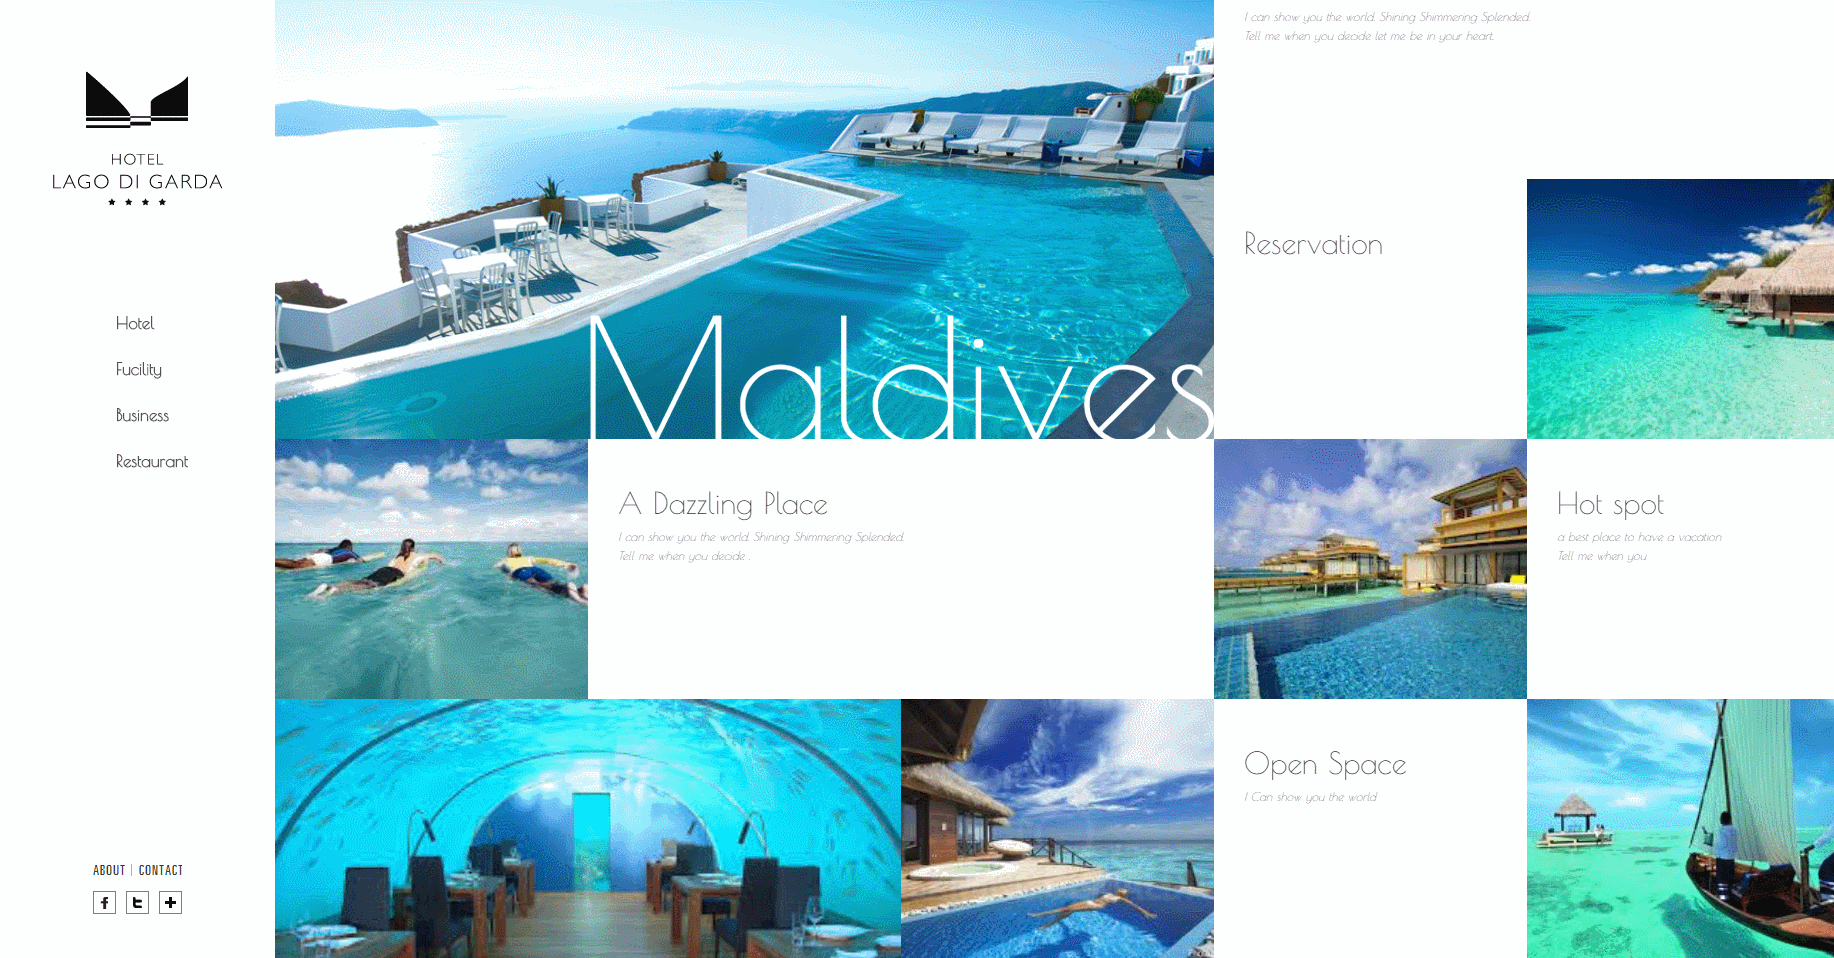 HOTEL
LAGO DI GARDA
Hotel
Fucility
Business
Restaurant
ABOUT | CONTACT
Maldives
I can show you the world. Shining Shimmering Splended.
Tell me when you decide let me be in your heart.
Reservation
A Dazzling Place
I can show you the world. Shining Shimmering Splended.
Tell me when you decide .
Hot spot
a best place to have a vacation
Tell me when you
Open Space
I Can show you the world